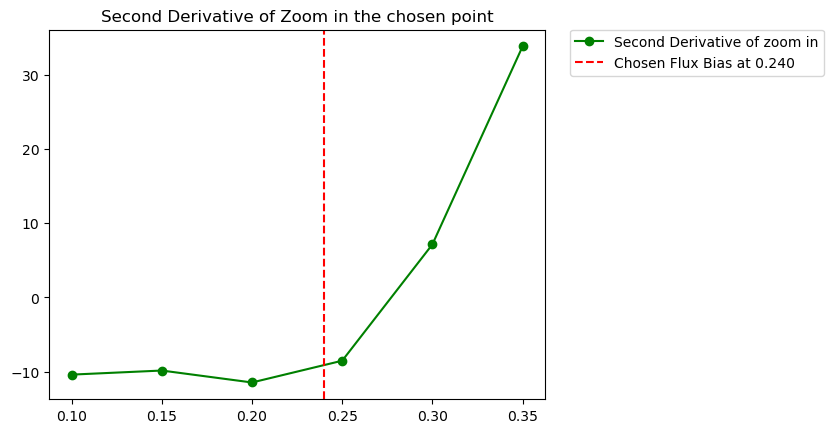 Second Derivative of Zoom in the chosen point
Second Derivative of zoom in
Chosen Flux Bias at 0.240
30
20
10
0
−10
0.10 0.15 0.20 0.25 0.30 0.35